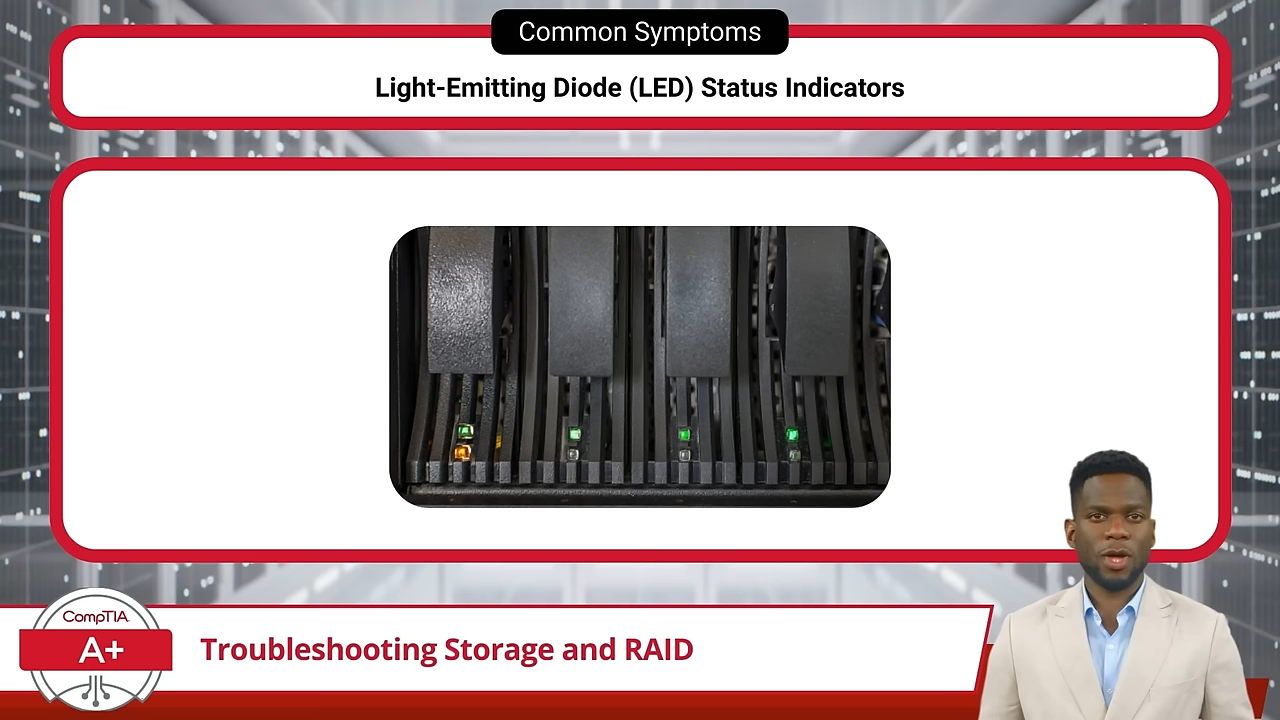 Common Symptoms
Light-Emitting Diode (LED) Status Indicators
CompTIA
A+
Troubleshooting Storage and RAID